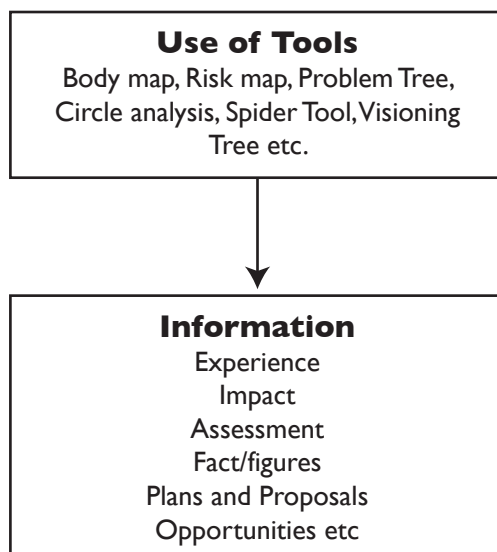 Use of Tools
Body map, Risk map, Problem Tree,
Circle analysis, Spider Tool, Visioning
Tree etc.
Information
Experience
Impact
Assessment
Fact/figures
Plans and Proposals
Opportunities etc